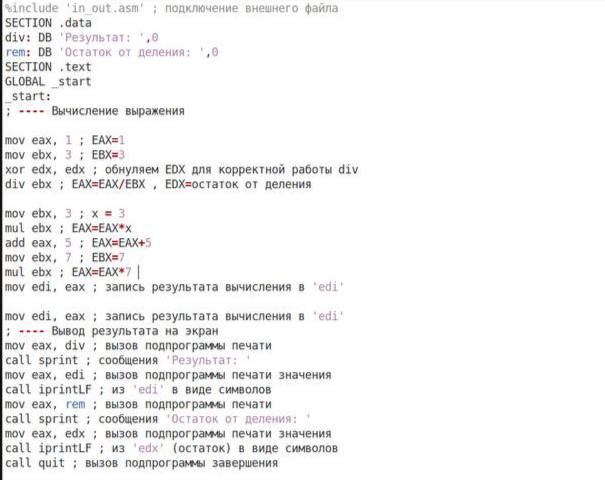 %include 'in_out.asm' ; подключение внешнего файла
SECTION .data
div: DB 'Результат: ',0
rem: DB 'Остаток от деления: ',0
SECTION .text
GLOBAL _start
_start:
; ---- Вычисление выражения
mov eax, 1 ; EAX=1
mov ebx, 3 ; EBX=3
xor edx, edx ; обнуляем EDX для корректной работы div
div ebx ; EAX=EAX/EBX , EDX=остаток от деления
mov ebx, 3 ; x = 3
mul ebx ; EAX=EAX*x
add eax, 5 ; EAX=EAX+5
mov ebx, 7 ; EBX=7
mul ebx ; EAX=EAX*7
mov edi, eax ; запись результата вычисления в 'edi'
mov edi, eax ; запись результата вычисления в 'edi'
; ---- Вывод результата на экран
mov eax, div ; вызов подпрограммы печати
call sprint ; сообщения 'Результат: '
mov eax, edi ; вызов подпрограммы печати значения
call iprintLF ; из 'edi' в виде символов
mov eax, rem ; вызов подпрограммы печати
call sprint ; сообщения 'Остаток от деления: '
mov eax, edx ; вызов подпрограммы печати значения
call iprintLF ; из 'edx' (остаток) в виде символов
call quit ; вызов подпрограммы завершения